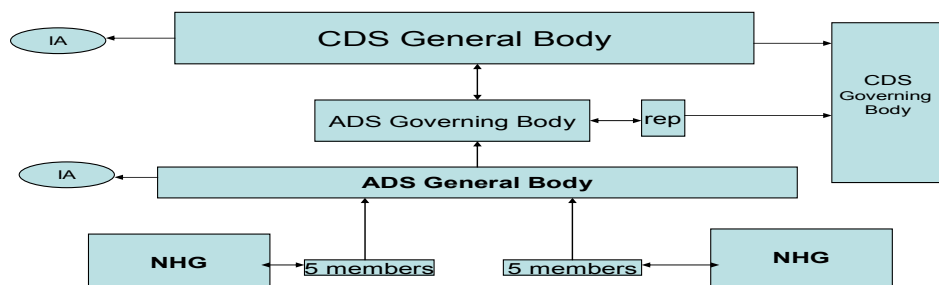 IA
CDS General Body
CDS
Governing
Body
ADS Governing Body
rep
IA
ADS General Body
NHG
5 members
5 members
NHG